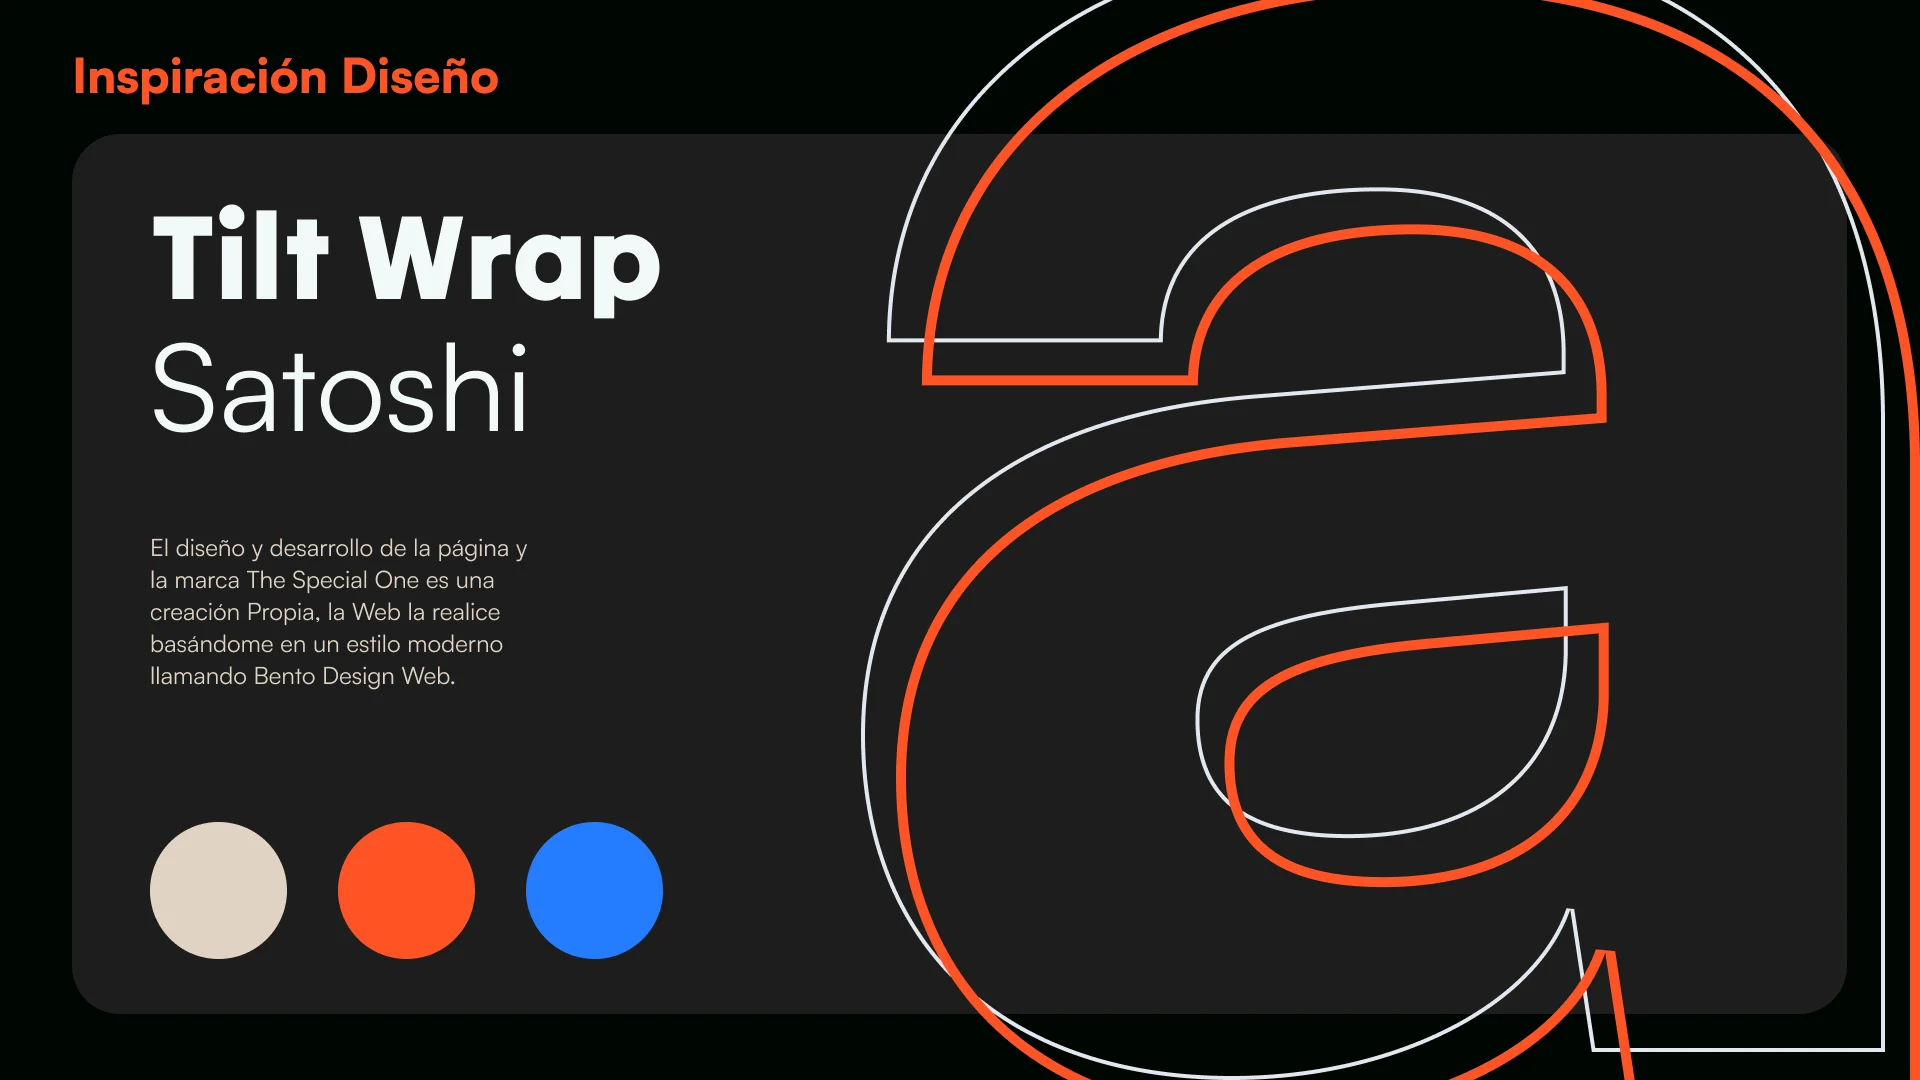 Inspiración Diseño
Tilt Wrap
Satoshi
El diseño y desarrollo de la página y
la marca The Special One es una
creación Propia, la Web la realice
basándome en un estilo moderno
llamando Bento Design Web.
a